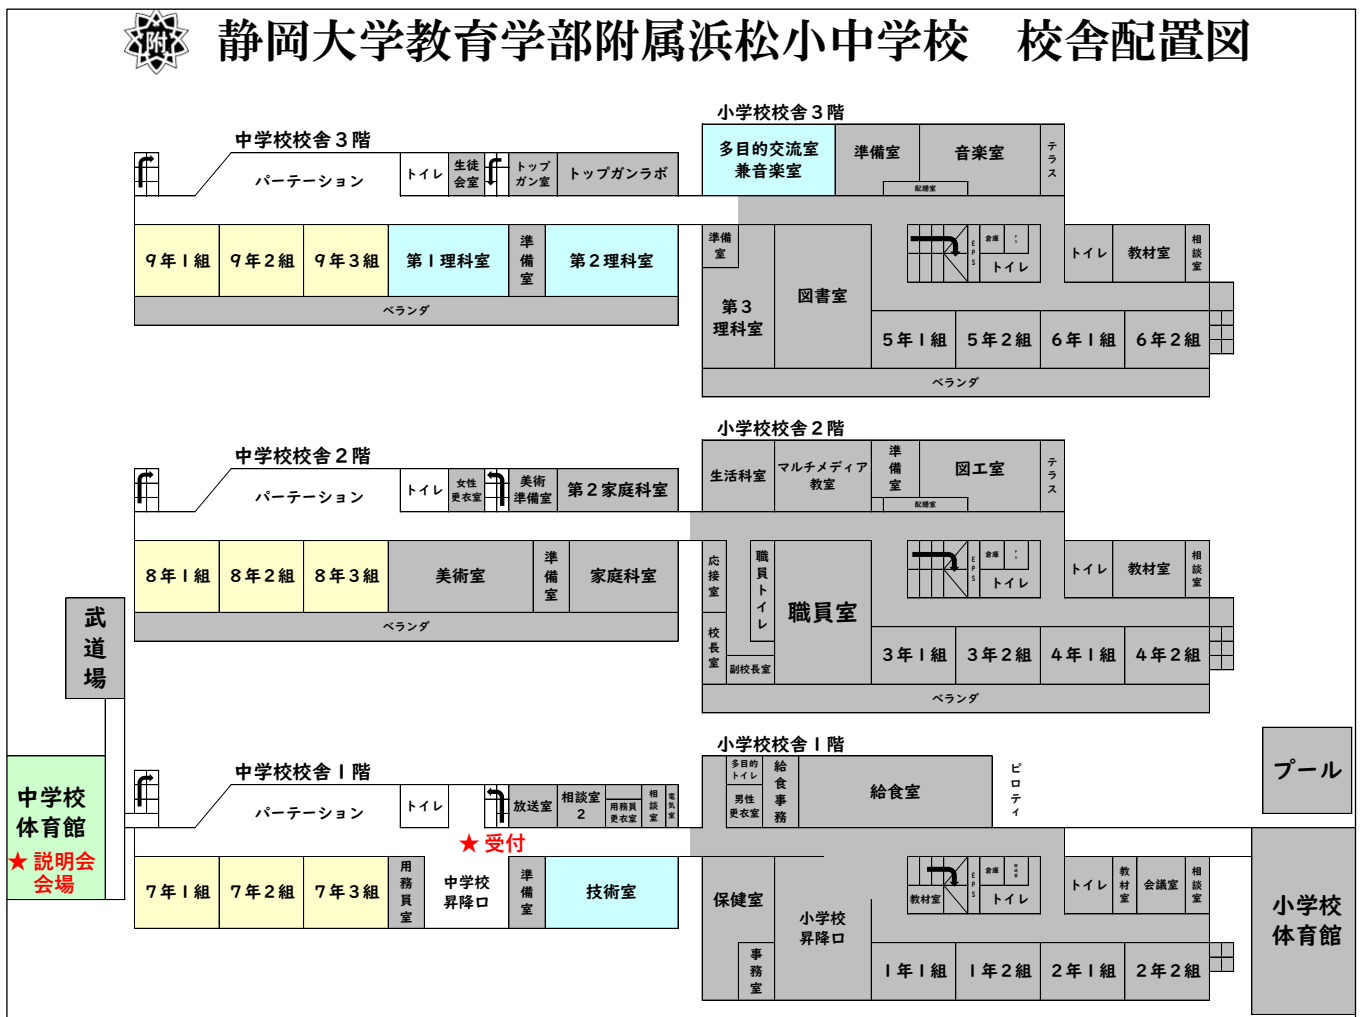 附
静岡大学教育学部附属浜松小中学校　校舎配置図
中学校校舎３階
パーテーション
トイレ
生徒
会室
トップ
ガン室
トップガンラボ
９年１組
９年２組
９年３組
第１理科室
準
備
室
第２理科室
ベランダ
小学校校舎３階
多目的交流室
兼音楽室
準備室
音楽室
テ
ラ
ス
配膳室
準備
室
第３
理科室
図書室
E
P
S
倉庫
トイレ
トイレ
教材室
相
談
室
５年１組
５年２組
６年１組
６年２組
ベランダ
中学校校舎２階
パーテーション
トイレ
女性
更衣室
美術
準備室
第２家庭科室
８年１組
８年２組
８年３組
美術室
準
備
室
家庭科室
ベランダ
小学校校舎２階
生活科室
マルチメディア
教室
準
備
室
図工室
テ
ラ
ス
配膳室
応
接
室
職
員
ト
イ
レ
校
長
室
副校長室
職員室
E
P
S
倉庫
トイレ
トイレ
教材室
相
談
室
３年１組
３年２組
４年１組
４年２組
ベランダ
武
道
場
中学校
体育館
★ 説明会
会場
中学校校舎１階
パーテーション
トイレ
放送室
相談室
２
用務員
更衣室
相
談
室
電
気
室
★ 受付
７年１組
７年２組
７年３組
用
務
員
室
中学校
昇降口
準
備
室
技術室
小学校校舎１階
多目的
トイレ
男性
更衣室
給
食
事
務
給食室
ピ
ロ
テ
ィ
保健室
事
務
室
小学校
昇降口
教材室
E
P
S
倉庫
トイレ
トイレ
教
材
室
会議室
相
談
室
１年１組
１年２組
２年１組
２年２組
プール
小学校
体育館